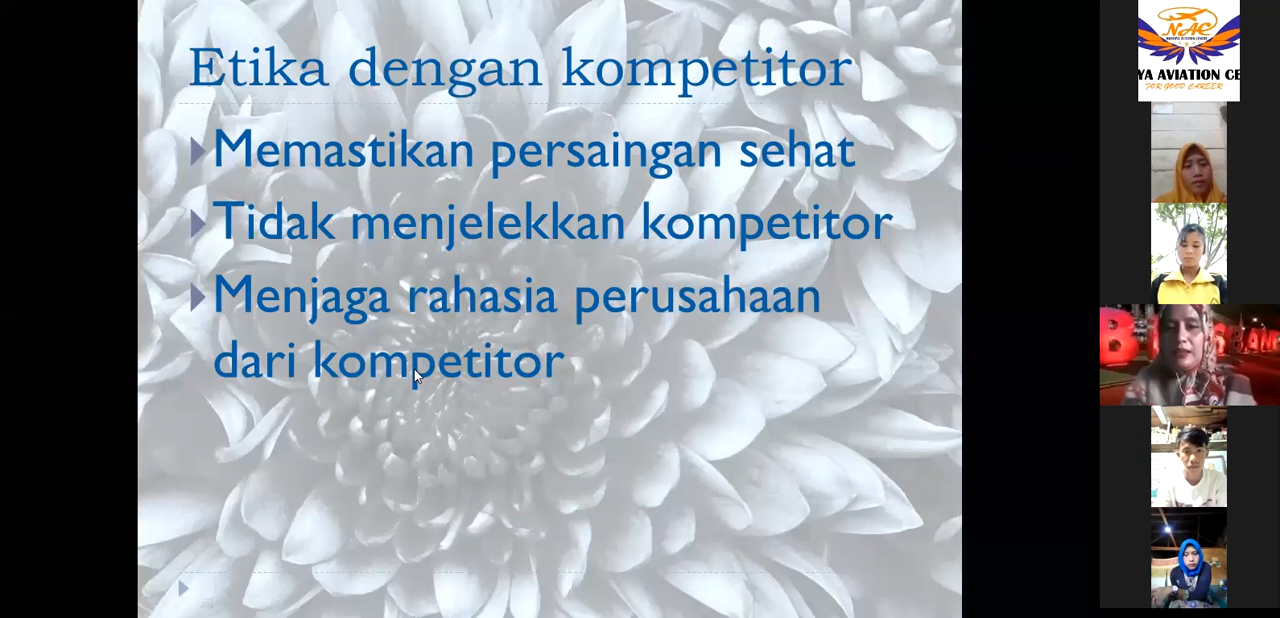 Etika dengan kompetitor
Memastikan persaingan sehat
Tidak menjelekkan kompetitor
Menjaga rahasia perusahaan
dari kompetitor
NAC
YA AVIATION CE
FOR GOOD CAREER